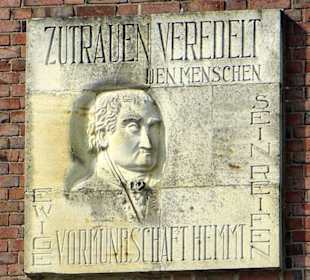 ZUTRAUEN VEREDELT
DEN MENSCHEN
EWIGE
VORMUNDSCHAFT HEMMT
SEIN REIFEN